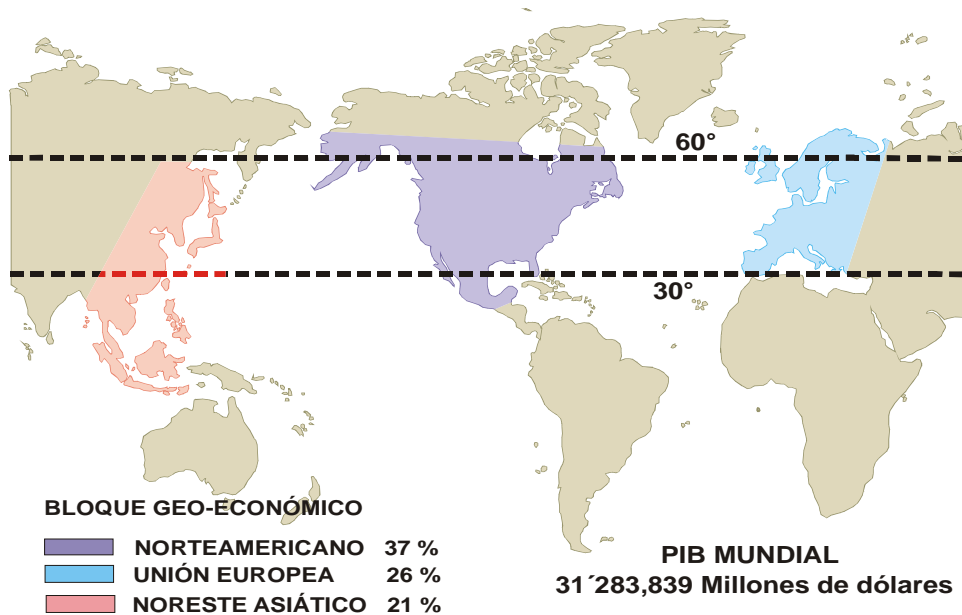 60°
30°
BLOQUE GEO-ECONÓMICO
NORTEAMERICANO 37 %
UNIÓN EUROPEA 26 %
NORESTE ASIÁTICO 21 %
PIB MUNDIAL
31´283,839 Millones de dólares